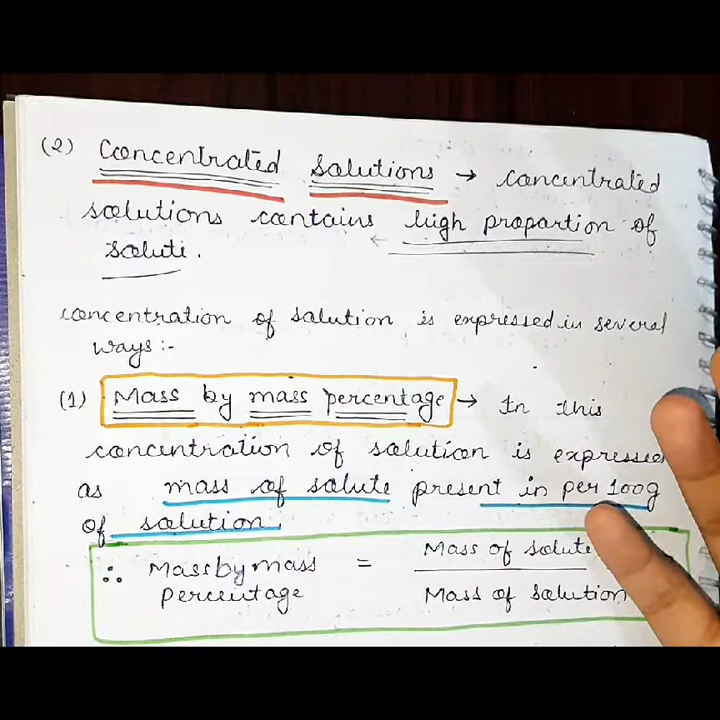 (2) Concentrated Solutions → concentrated
solutions contains high proportion of
solute.
concentration of solution is expressed in several
ways :-
(1) Mass by mass percentage → In this
concentration of solution is expressed
as mass of solute present in per 100g
of solution.
∴ Mass by mass percentage = Mass of solute
Mass of solution